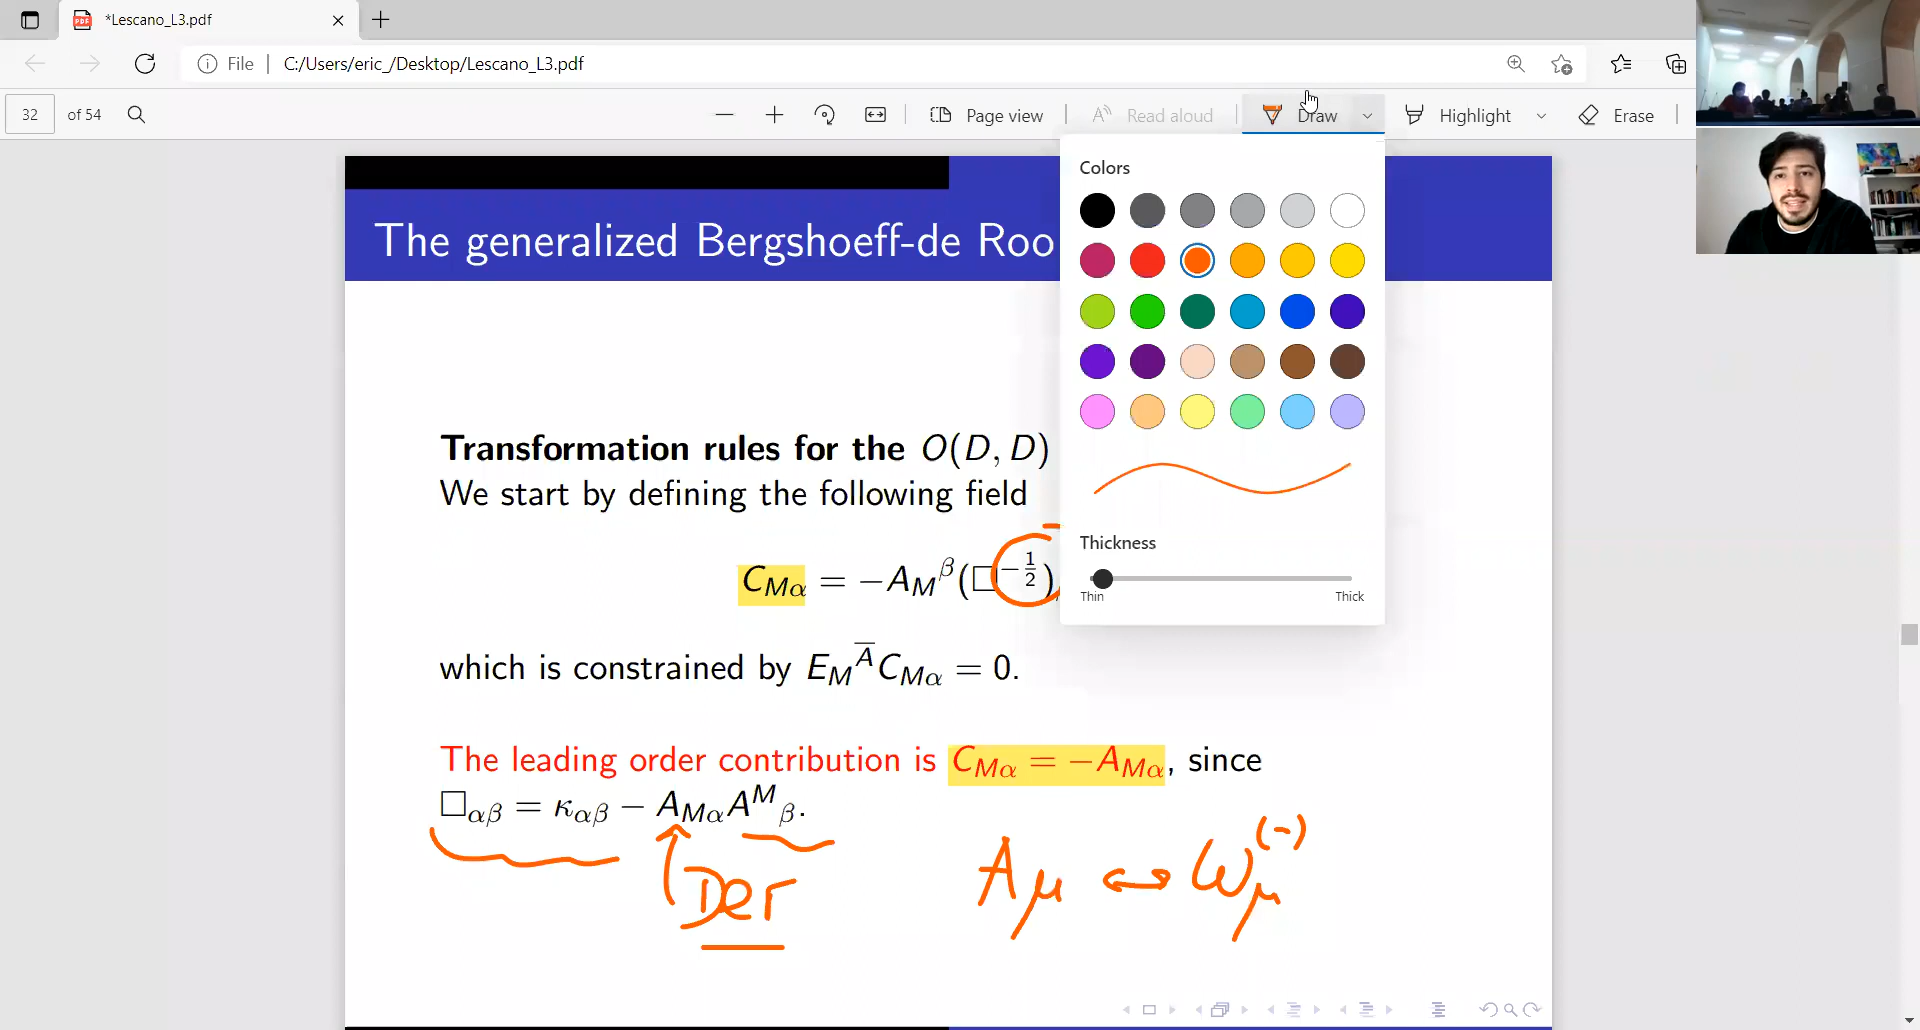 *Lescano_L3.pdf
File | C:/Users/eric_/Desktop/Lescano_L3.pdf
32 of 54 Page view Read aloud Draw Highlight Erase
Colors
Thickness
Thin Thick
The generalized Bergshoeff-de Roo
Transformation rules for the O(D, D)
We start by defining the following field
C_{Mα} = −A_M^β(□^{−1/2})
which is constrained by E_M^{\overline{A}} C_{Mα} = 0.
The leading order contribution is C_{Mα} = −A_{Mα}, since
□_{αβ} = κ_{αβ} − A_{Mα}A^M_β.
Der
A_μ ↔ ω_μ^{(-)}